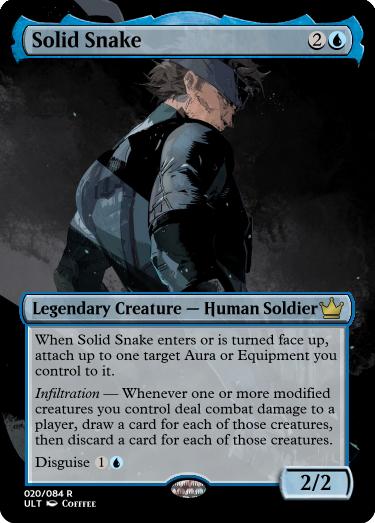 Solid Snake 2
Legendary Creature — Human Soldier
When Solid Snake enters or is turned face up,
attach up to one target Aura or Equipment you
control to it.
Infiltration — Whenever one or more modified
creatures you control deal combat damage to a
player, draw a card for each of those creatures,
then discard a card for each of those creatures.
Disguise 1
2/2
020/084 R
ULT Cofffee